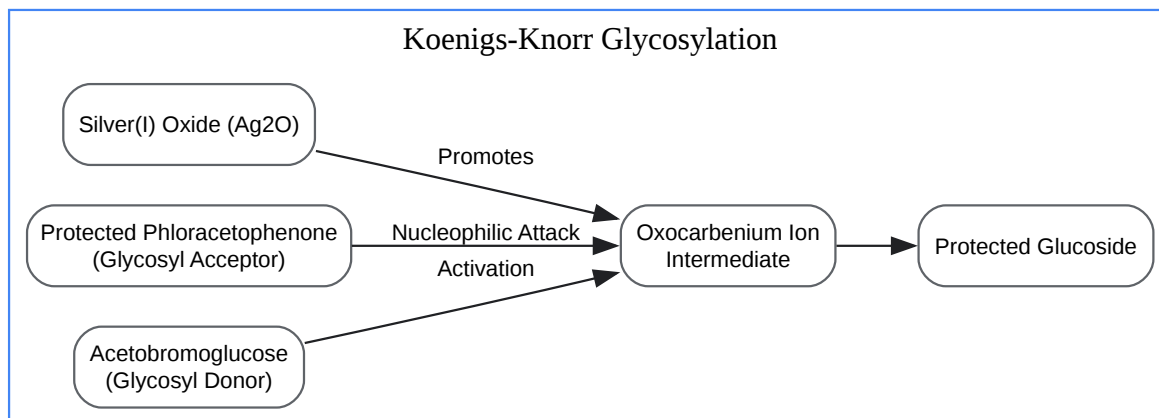 Koenigs-Knorr Glycosylation
Silver(I) Oxide (Ag2O)
Promotes
Protected Phloracetophenone
(Glycosyl Acceptor)
Nucleophilic Attack
Oxocarbenium Ion
Intermediate
Protected Glucoside
Activation
Acetobromoglucose
(Glycosyl Donor)